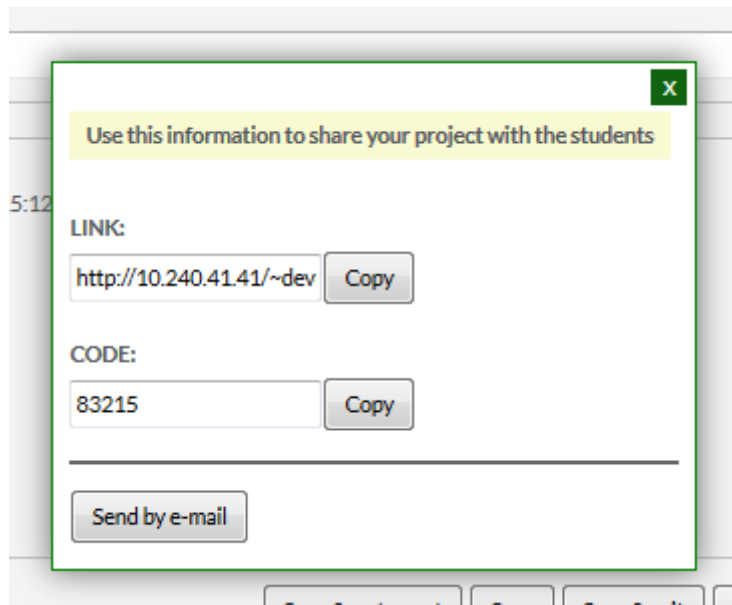 X
Use this information to share your project with the students
5:12
LINK:
http://10.240.41.41/~dev
Copy
CODE:
83215
Copy
Send by e-mail